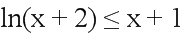 ln(x + 2) ≤ x + 1